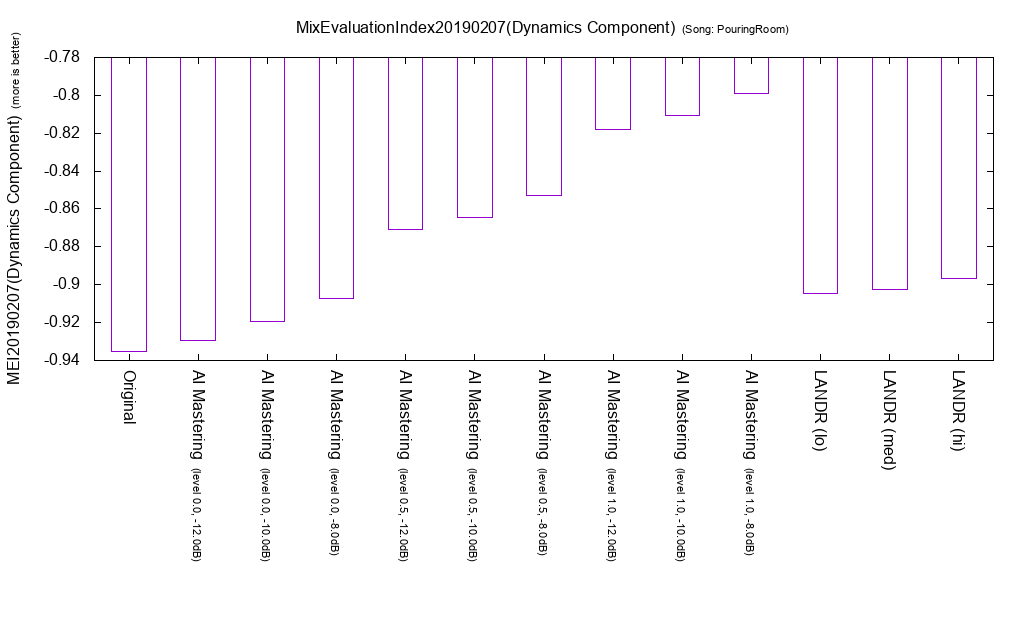 MixEvaluationIndex20190207(Dynamics Component) (Song: PouringRoom)
MEI20190207(Dynamics Component) (more is better)
-0.78
-0.8
-0.82
-0.84
-0.86
-0.88
-0.9
-0.92
-0.94
Original
AI Mastering (level 0.0, -12.0dB)
AI Mastering (level 0.0, -10.0dB)
AI Mastering (level 0.0, -8.0dB)
AI Mastering (level 0.5, -12.0dB)
AI Mastering (level 0.5, -10.0dB)
AI Mastering (level 0.5, -8.0dB)
AI Mastering (level 1.0, -12.0dB)
AI Mastering (level 1.0, -10.0dB)
AI Mastering (level 1.0, -8.0dB)
LANDR (lo)
LANDR (med)
LANDR (hi)